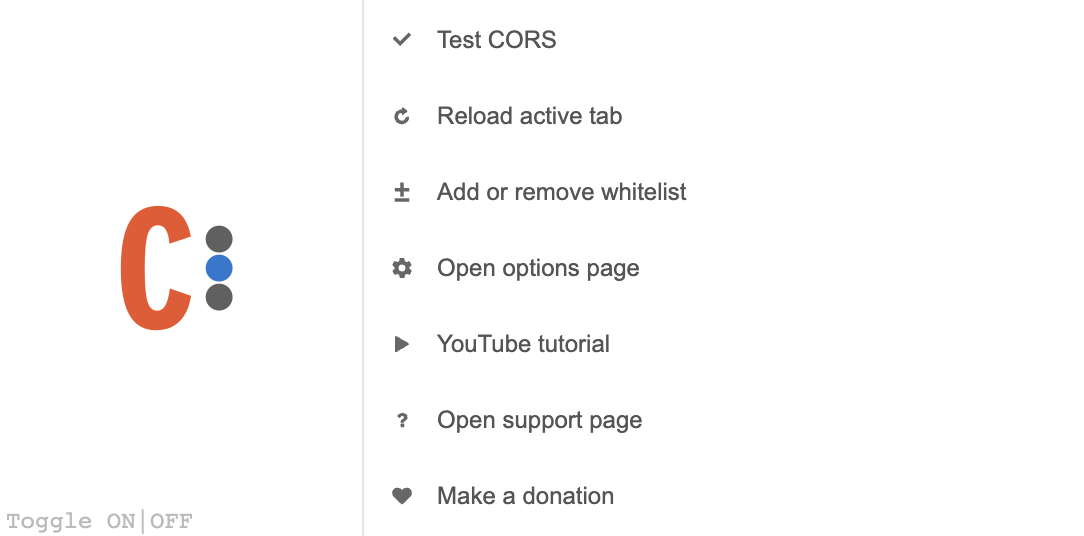 Test CORS
Reload active tab
Add or remove whitelist
Open options page
YouTube tutorial
Open support page
Make a donation
C
Toggle ON|OFF